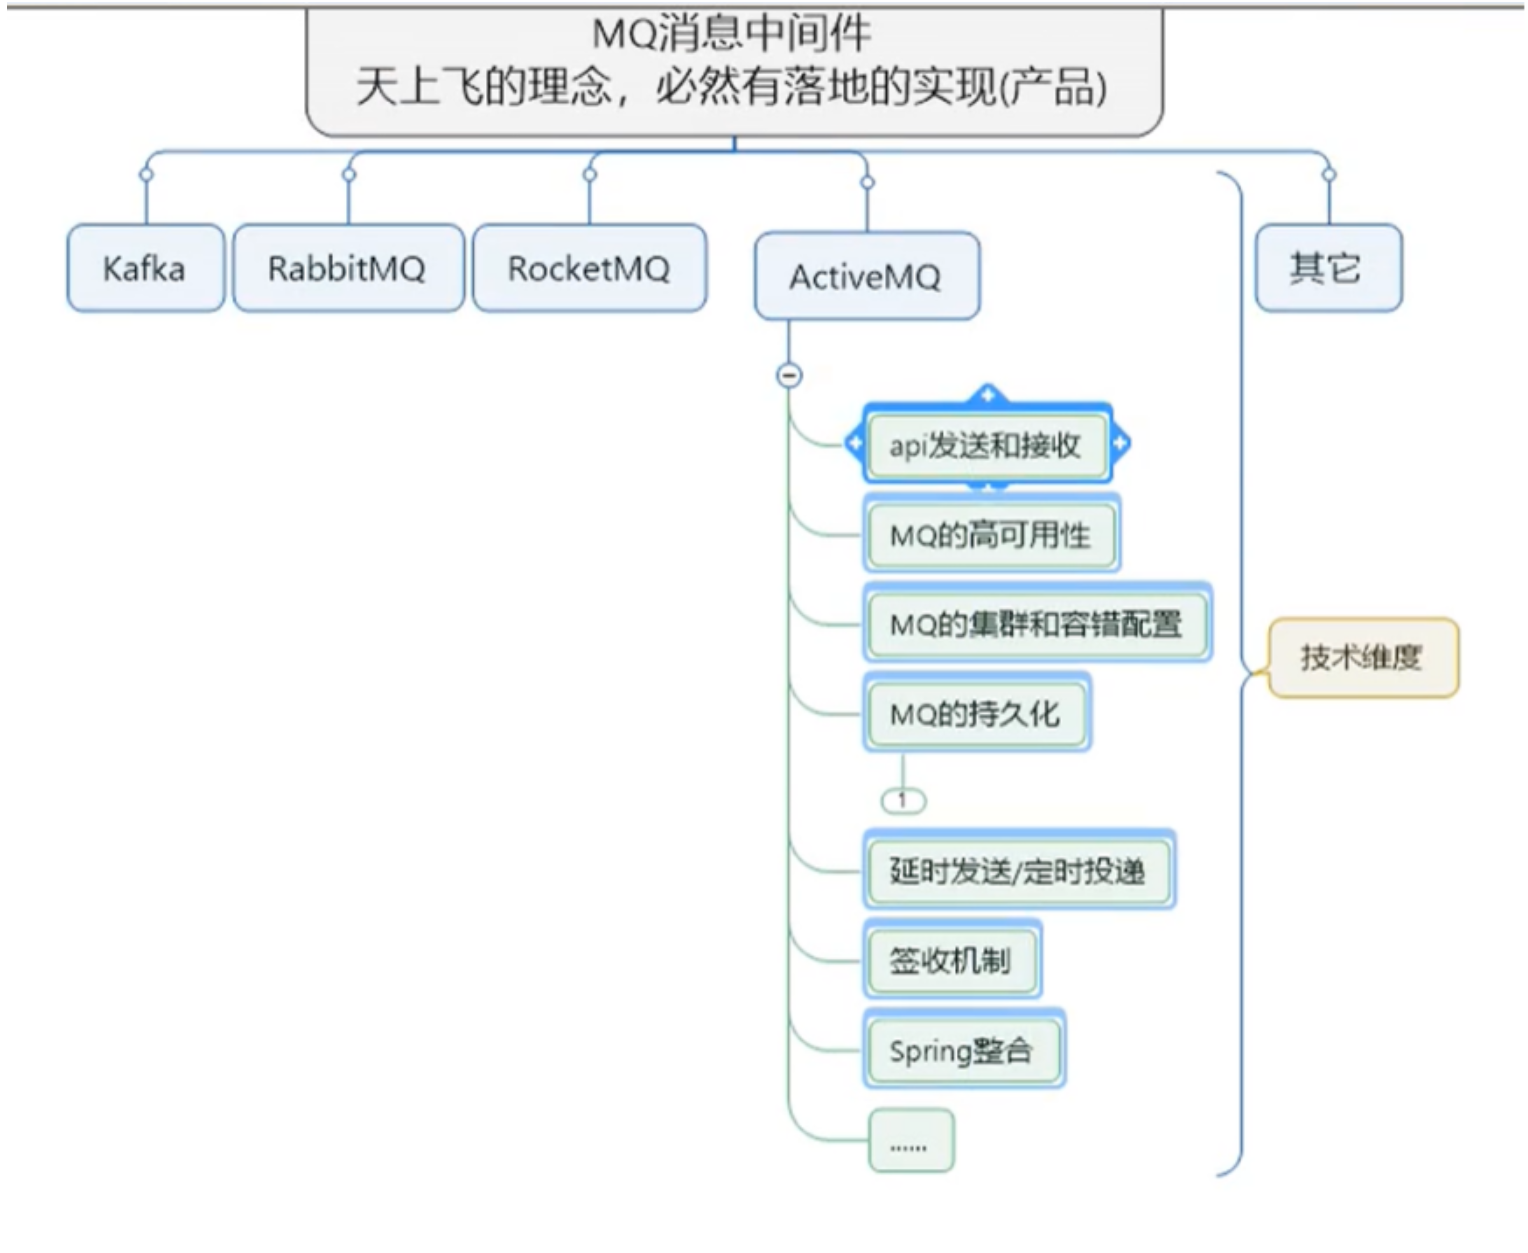 MQ消息中间件
天上飞的理念，必然有落地的实现(产品)
Kafka
RabbitMQ
RocketMQ
ActiveMQ
其它
api发送和接收
MQ的高可用性
MQ的集群和容错配置
MQ的持久化
1
延时发送/定时投递
签收机制
Spring整合
......
技术维度